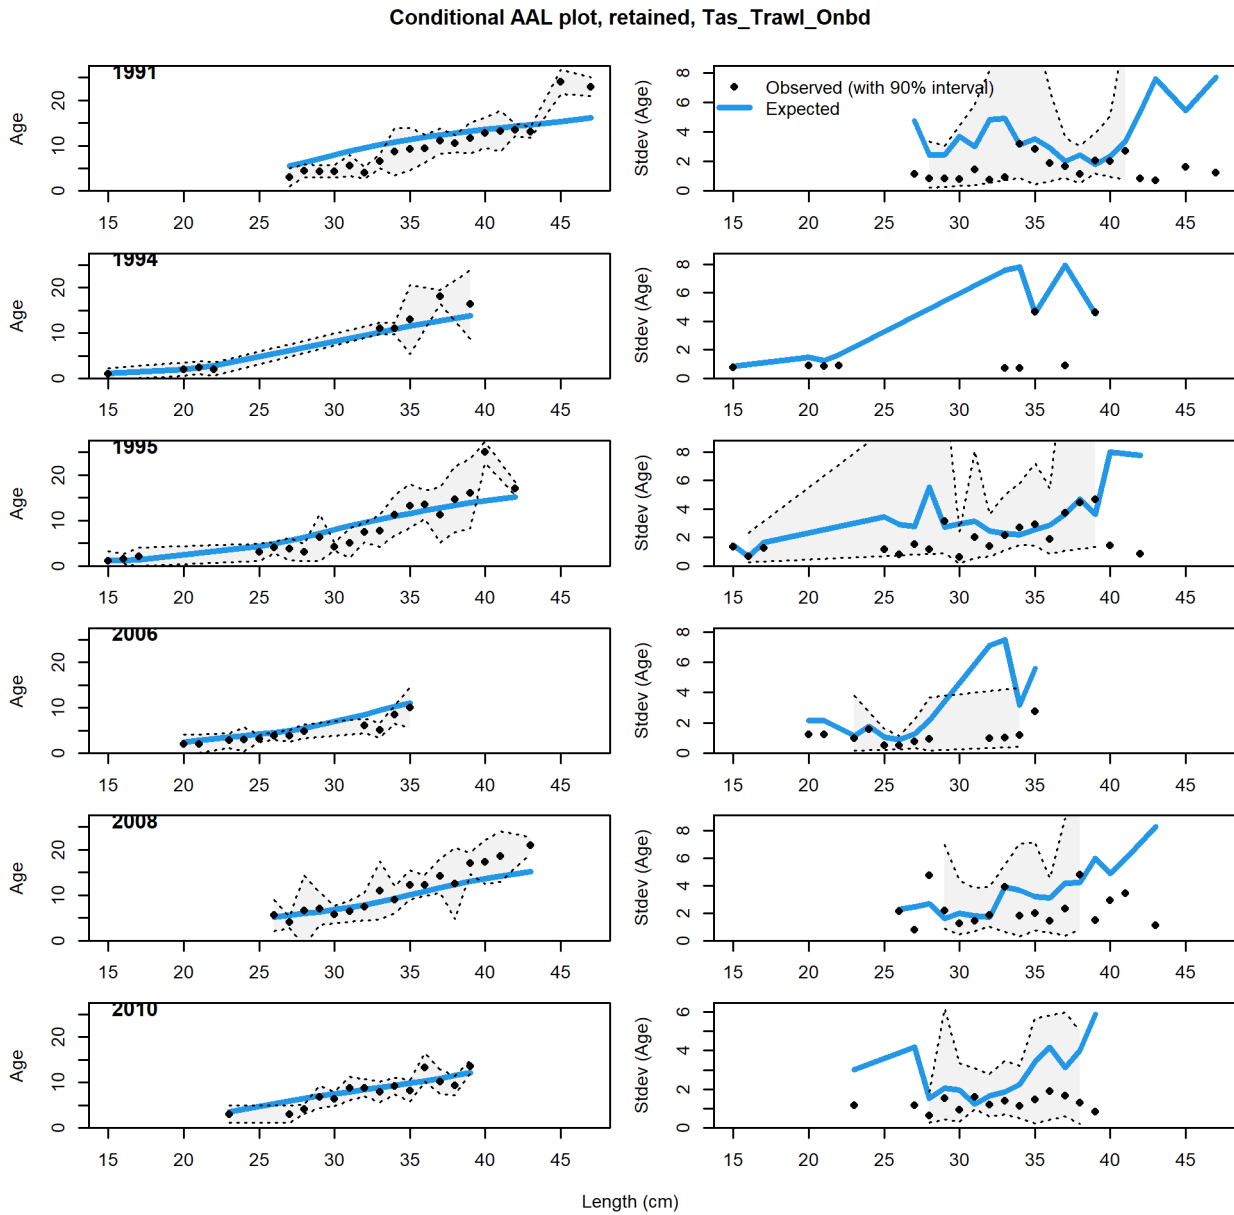 Conditional AAL plot, retained, Tas_Trawl_Onbd
1991
Age
0 10 20
15 20 25 30 35 40 45
Observed (with 90% interval)
Expected
Stdev (Age)
0 2 4 6 8
15 20 25 30 35 40 45
1994
Age
0 10 20
15 20 25 30 35 40 45
Stdev (Age)
0 2 4 6 8
15 20 25 30 35 40 45
1995
Age
0 10 20
15 20 25 30 35 40 45
Stdev (Age)
0 2 4 6 8
15 20 25 30 35 40 45
2006
Age
0 10 20
15 20 25 30 35 40 45
Stdev (Age)
0 2 4 6 8
15 20 25 30 35 40 45
2008
Age
0 10 20
15 20 25 30 35 40 45
Stdev (Age)
0 2 4 6 8
15 20 25 30 35 40 45
2010
Age
0 10 20
15 20 25 30 35 40 45
Stdev (Age)
0 2 4 6
15 20 25 30 35 40 45
Length (cm)